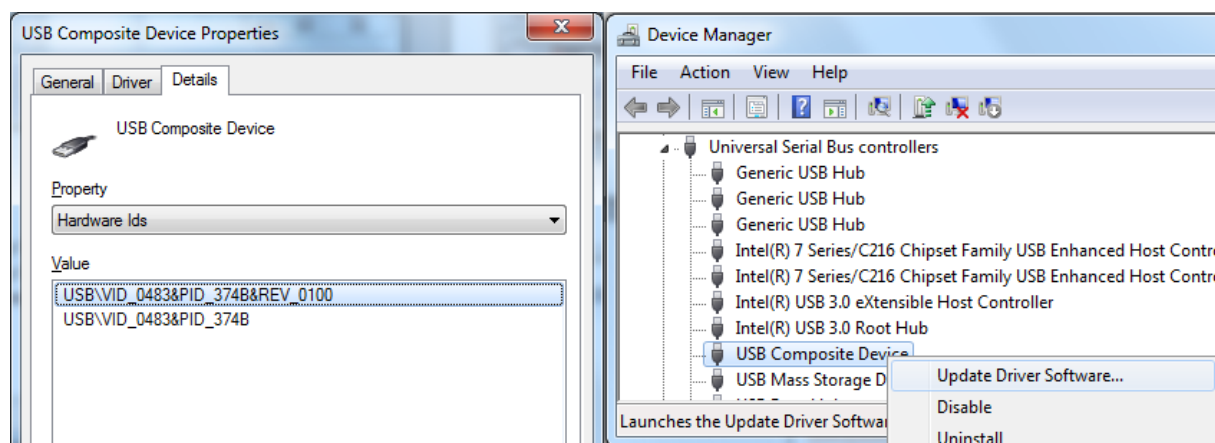 USB Composite Device Properties
General Driver Details
USB Composite Device
Property
Hardware Ids
Value
USB\VID_0483&PID_374B&REV_0100
USB\VID_0483&PID_374B
Device Manager
File Action View Help
Universal Serial Bus controllers
Generic USB Hub
Generic USB Hub
Generic USB Hub
Intel(R) 7 Series/C216 Chipset Family USB Enhanced Host Contr
Intel(R) 7 Series/C216 Chipset Family USB Enhanced Host Contr
Intel(R) USB 3.0 eXtensible Host Controller
Intel(R) USB 3.0 Root Hub
USB Composite Device
USB Mass Storage D
Launches the Update Driver Softwa
Update Driver Software...
Disable
Uninstall